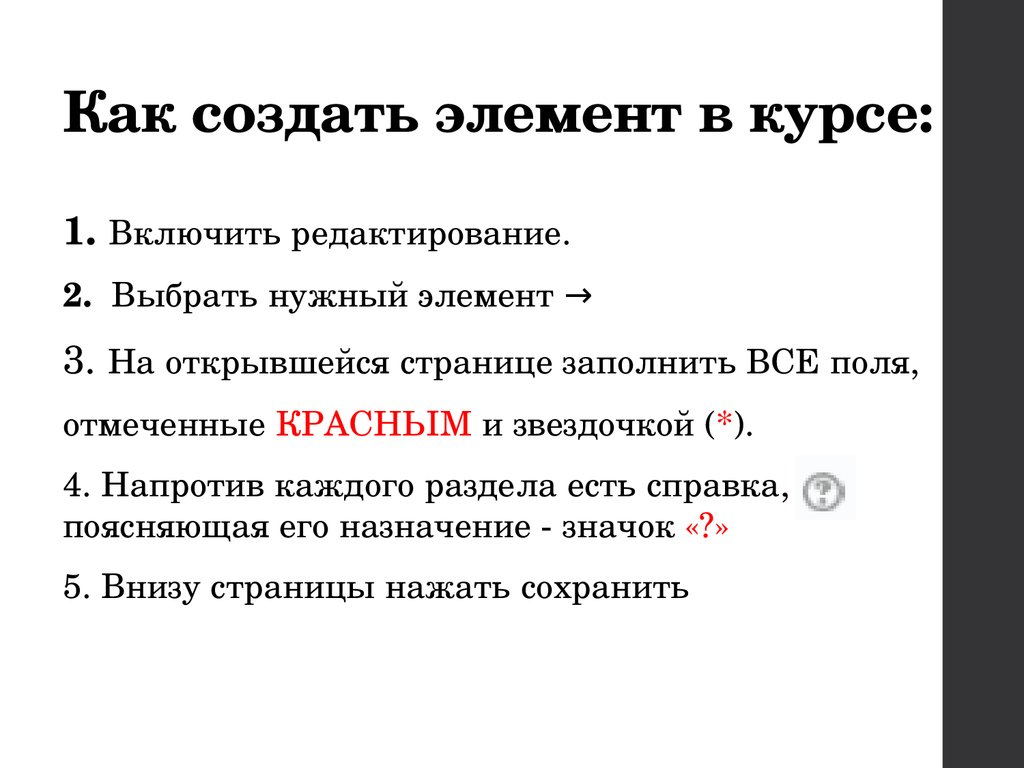 Как создать элемент в курсе:
1. Включить редактирование.
2. Выбрать нужный элемент →
3. На открывшейся странице заполнить ВСЕ поля,
отмеченные КРАСНЫМ и звездочкой (*).
4. Напротив каждого раздела есть справка, ?
поясняющая его назначение - значок «?»
5. Внизу страницы нажать сохранить